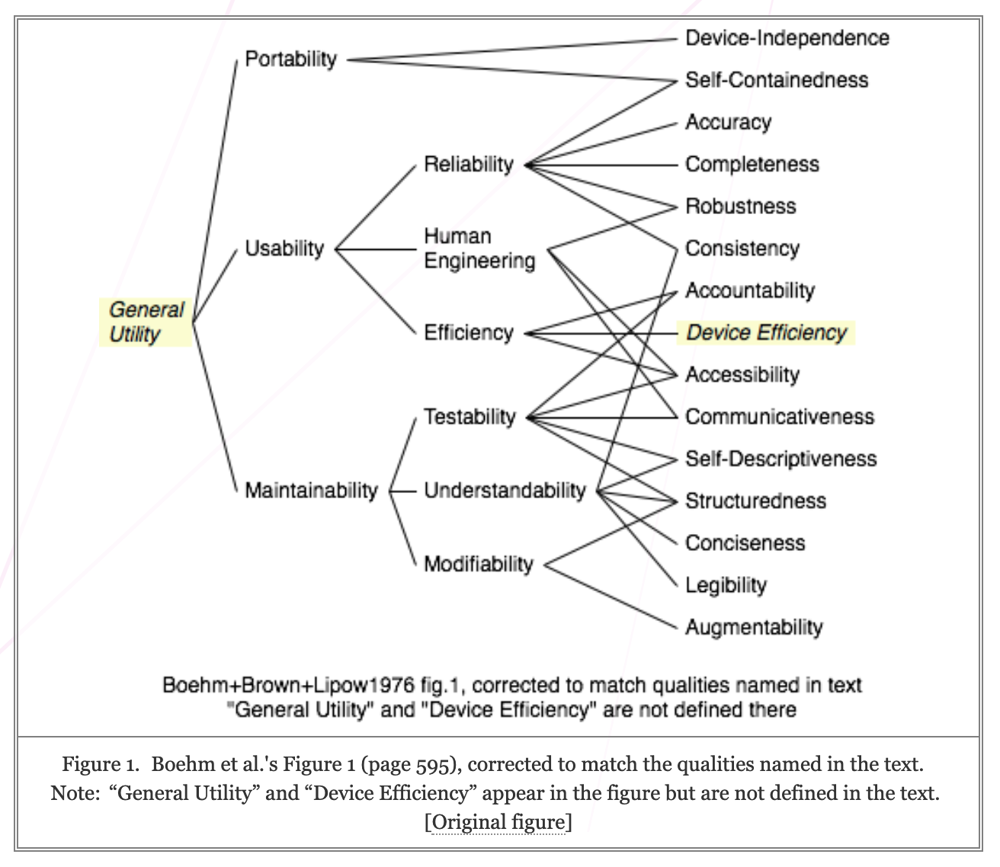 Device-Independence
Portability
Self-Containedness
Accuracy
Reliability
Completeness
Robustness
Human
Engineering
Usability
Consistency
Accountability
General
Utility
Efficiency
Device Efficiency
Accessibility
Testability
Communicativeness
Self-Descriptiveness
Maintainability
Understandability
Structuredness
Conciseness
Modifiability
Legibility
Augmentability
Boehm+Brown+Lipow1976 fig.1, corrected to match qualities named in text
"General Utility" and "Device Efficiency" are not defined there
Figure 1. Boehm et al.'s Figure 1 (page 595), corrected to match the qualities named in the text.
Note: “General Utility” and “Device Efficiency” appear in the figure but are not defined in the text.
[Original figure]